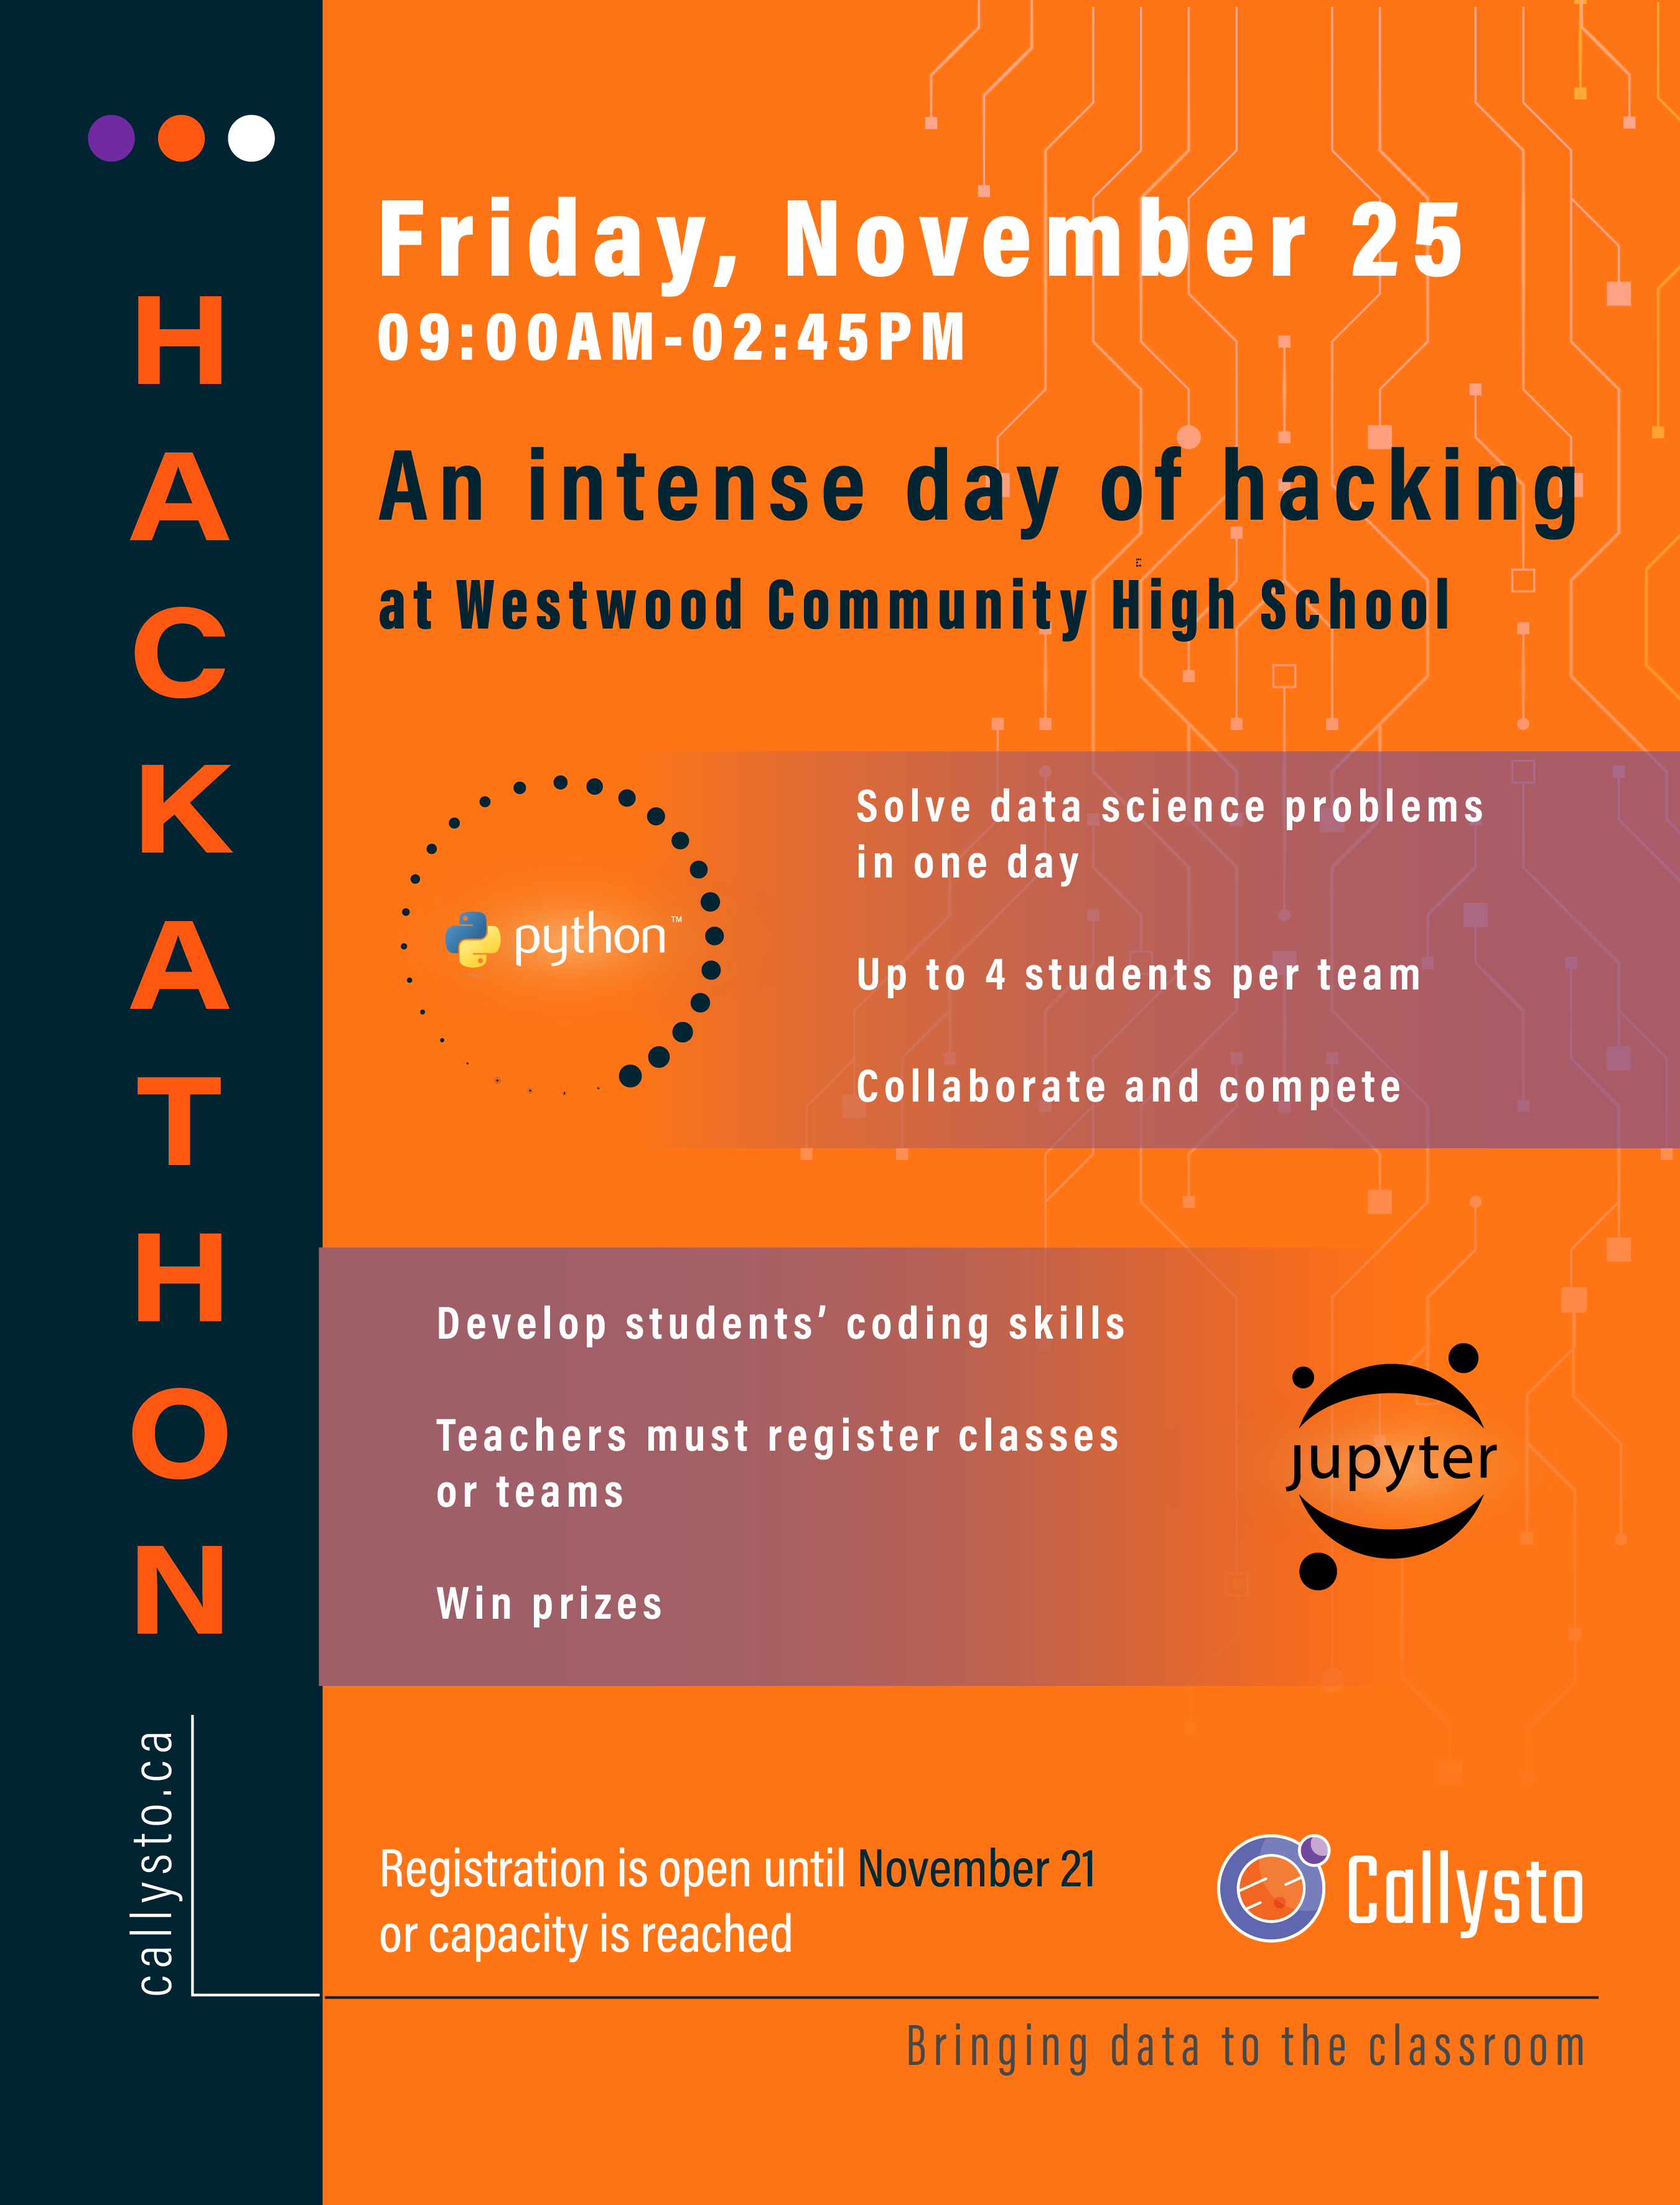 HACKATHON
callysto.ca
Friday, November 25
09:00AM-02:45PM
An intense day of hacking
at Westwood Community High School
python™
Solve data science problems
in one day
Up to 4 students per team
Collaborate and compete
Develop students’ coding skills
Teachers must register classes
or teams
Win prizes
jupyter
Registration is open until November 21
or capacity is reached
Callysto
Bringing data to the classroom